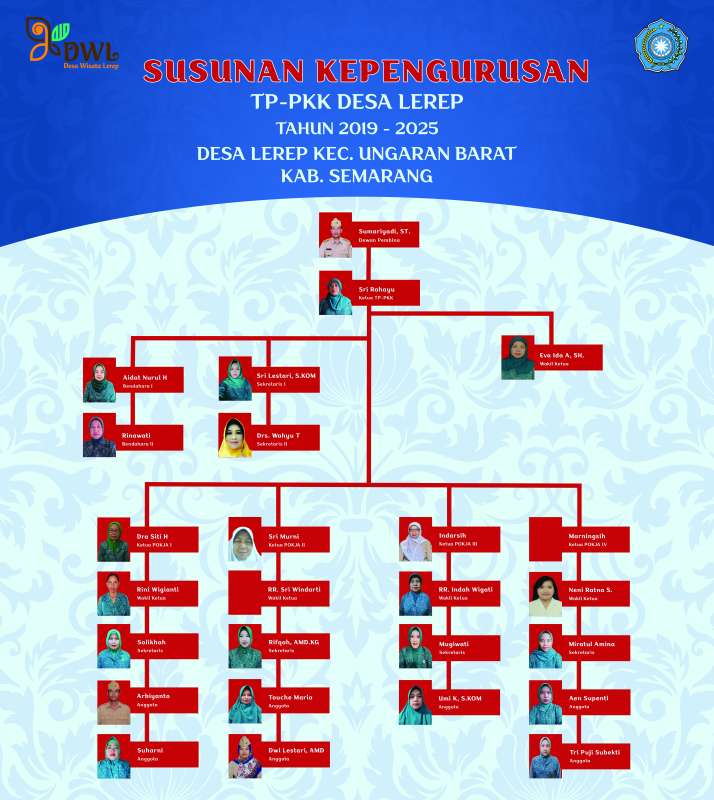 DWL
Desa Wisata Lerep
SUSUNAN KEPENGURUSAN
TP-PKK DESA LEREP
TAHUN 2019 - 2025
DESA LEREP KEC. UNGARAN BARAT
KAB. SEMARANG
Sumariyadi, ST.
Dewan Pembina
Sri Rahayu
Ketua TP-PKK
Eva Ida A, SH.
Wakil Ketua
Aidat Nurul H
Bendahara I
Sri Lestari, S.KOM
Sekretaris I
Rinawati
Bendahara II
Drs. Wahyu T
Sekretaris II
Dra Siti H
Ketua POKJA I
Sri Murni
Ketua POKJA II
Indarsih
Ketua POKJA III
Marningsih
Ketua POKJA IV
Rini Wigianti
Wakil Ketua
RR. Sri Windarti
Wakil Ketua
RR. Indah Wigati
Wakil Ketua
Neni Ratna S.
Wakil Ketua
Solikhah
Sekretaris
Rifqoh, AMD.KG
Sekretaris
Mugiwati
Sekretaris
Miratul Amina
Sekretaris
Arbiyanto
Anggota
Touche Maria
Anggota
Umi K, S.KOM
Anggota
Aen Supenti
Anggota
Suharni
Anggota
Dwi Lestari, AMD
Anggota
Tri Puji Subekti
Anggota